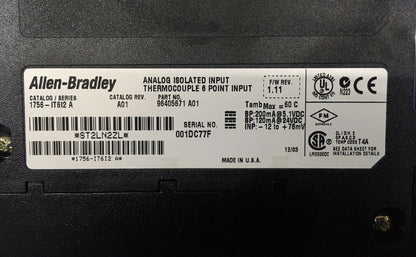 Allen-Bradley
ANALOG ISOLATED INPUT
THERMOCOUPLE 6 POINT INPUT
F/W REV.
1.11
CATALOG / SERIES
1756-IT6I2 A
CATALOG REV.
A01
PART NO.
96405671 A01
Tamb Max = 60 C
BP:200mA@5.1VDC
BP:120mA@24VDC
INP:- 12 to +78mV
*ST2LN2ZL*
SERIAL NO.
001DC77F
*1756-IT6I2 A*
MADE IN U.S.A.
12/03
N223
FM
APPROVED
CL I DIV. 2
GP A,B,C,D
TEMP CODE T4A
SEE DATA SHEET FOR
INSTALLATION DETAILS